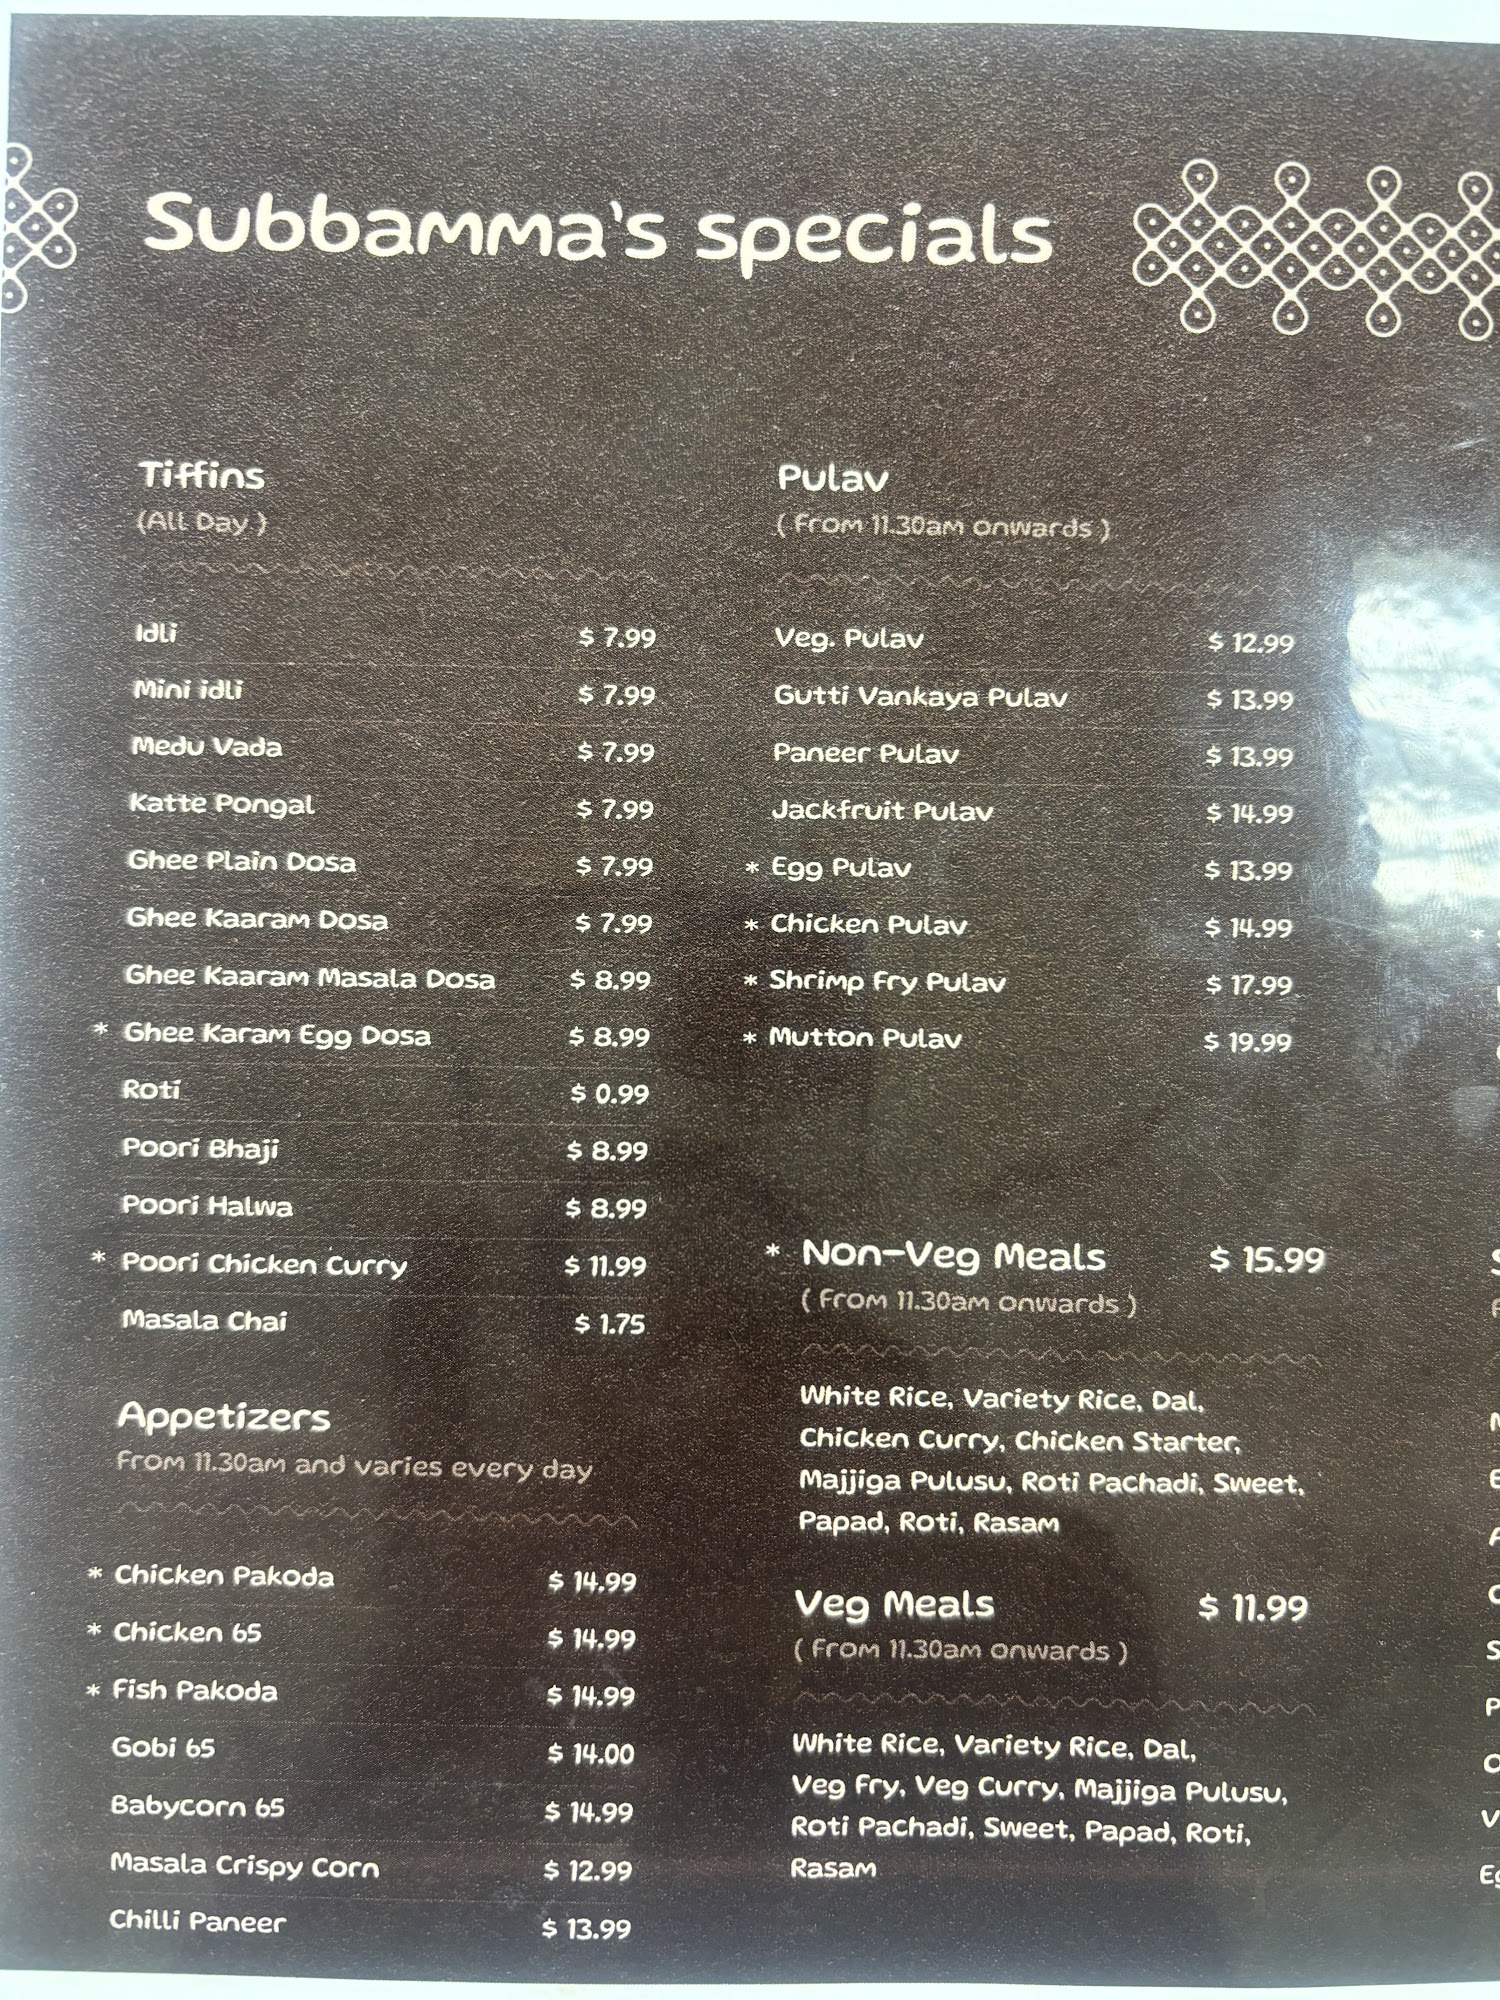 Subbamma's specials
Tiffins
(All Day )
Idli $ 7.99
Mini idli $ 7.99
Medu Vada $ 7.99
Katte Pongal $ 7.99
Ghee Plain Dosa $ 7.99
Ghee Kaaram Dosa $ 7.99
Ghee Kaaram Masala Dosa $ 8.99
* Ghee Karam Egg Dosa $ 8.99
Roti $ 0.99
Poori Bhaji $ 8.99
Poori Halwa $ 8.99
* Poori Chicken Curry $ 11.99
Masala Chai $ 1.75
Appetizers
From 11.30am and varies every day
* Chicken Pakoda $ 14.99
* Chicken 65 $ 14.99
* Fish Pakoda $ 14.99
Gobi 65 $ 14.00
Babycorn 65 $ 14.99
Masala Crispy Corn $ 12.99
Chilli Paneer $ 13.99
Pulav
( From 11.30am onwards )
Veg. Pulav $ 12.99
Gutti Vankaya Pulav $ 13.99
Paneer Pulav $ 13.99
Jackfruit Pulav $ 14.99
* Egg Pulav $ 13.99
* Chicken Pulav $ 14.99
* Shrimp Fry Pulav $ 17.99
* Mutton Pulav $ 19.99
* Non-Veg Meals $ 15.99
( From 11.30am onwards )
White Rice, Variety Rice, Dal,
Chicken Curry, Chicken Starter,
Majjiga Pulusu, Roti Pachadi, Sweet,
Papad, Roti, Rasam
Veg Meals $ 11.99
( From 11.30am onwards )
White Rice, Variety Rice, Dal,
Veg Fry, Veg Curry, Majjiga Pulusu,
Roti Pachadi, Sweet, Papad, Roti,
Rasam